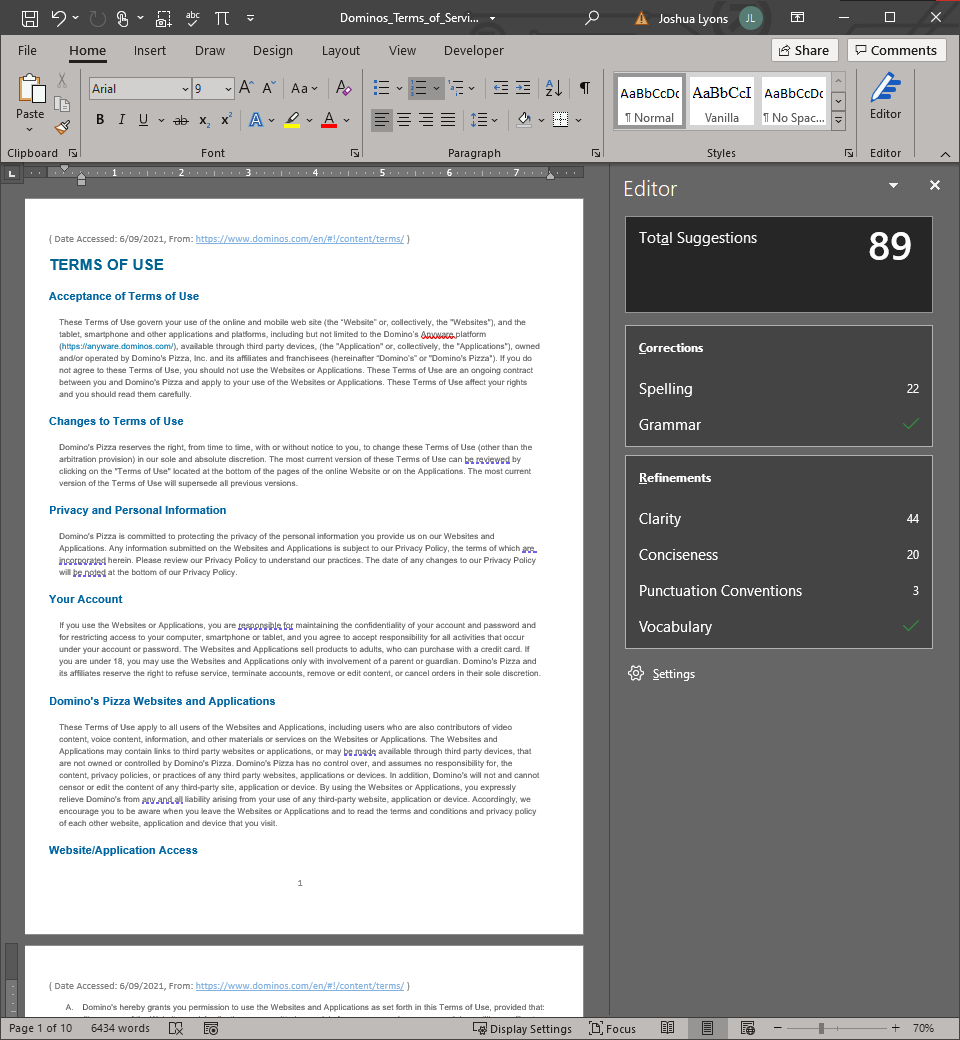 abc
Dominos_Terms_of_Servi...
Joshua Lyons
JL
File
Home
Insert
Draw
Design
Layout
View
Developer
Share
Comments
Paste
Arial
9
Aa
B I U ab x₂ x²
AaBbCcDc
¶ Normal
AaBbCcI
Vanilla
AaBbCcDc
¶ No Spac...
Editor
Clipboard
Font
Paragraph
Styles
Editor
1 2 3 4 5 6 7
( Date Accessed: 6/09/2021, From: https://www.dominos.com/en/#!/content/terms/ )
TERMS OF USE
Acceptance of Terms of Use
These Terms of Use govern your use of the online and mobile web site (the "Website" or, collectively, the "Websites"), and the
tablet, smartphone and other applications and platforms, including but not limited to the Domino's Anyware platform
(https://anyware.dominos.com/), available through third party devices, (the "Application" or, collectively, the "Applications"), owned
and/or operated by Domino's Pizza, Inc. and its affiliates and franchisees (hereinafter "Domino's" or "Domino's Pizza"). If you do
not agree to these Terms of Use, you should not use the Websites or Applications. These Terms of Use are an ongoing contract
between you and Domino's Pizza and apply to your use of the Websites or Applications. These Terms of Use affect your rights
and you should read them carefully.
Changes to Terms of Use
Domino's Pizza reserves the right, from time to time, with or without notice to you, to change these Terms of Use (other than the
arbitration provision) in our sole and absolute discretion. The most current version of these Terms of Use can be reviewed by
clicking on the "Terms of Use" located at the bottom of the pages of the online Website or on the Applications. The most current
version of the Terms of Use will supersede all previous versions.
Privacy and Personal Information
Domino's Pizza is committed to protecting the privacy of the personal information you provide us on our Websites and
Applications. Any information submitted on the Websites and Applications is subject to our Privacy Policy, the terms of which are
incorporated herein. Please review our Privacy Policy to understand our practices. The date of any changes to our Privacy Policy
will be noted at the bottom of our Privacy Policy.
Your Account
If you use the Websites or Applications, you are responsible for maintaining the confidentiality of your account and password and
for restricting access to your computer, smartphone or tablet, and you agree to accept responsibility for all activities that occur
under your account or password. The Websites and Applications sell products to adults, who can purchase with a credit card. If
you are under 18, you may use the Websites and Applications only with involvement of a parent or guardian. Domino's Pizza and
its affiliates reserve the right to refuse service, terminate accounts, remove or edit content, or cancel orders in their sole discretion.
Domino's Pizza Websites and Applications
These Terms of Use apply to all users of the Websites and Applications, including users who are also contributors of video
content, voice content, information, and other materials or services on the Websites or Applications. The Websites and
Applications may contain links to third party websites or applications, or may be made available through third party devices, that
are not owned or controlled by Domino's Pizza. Domino's Pizza has no control over, and assumes no responsibility for, the
content, privacy policies, or practices of any third party websites, applications or devices. In addition, Domino's will not and cannot
censor or edit the content of any third-party site, application or device. By using the Websites or Applications, you expressly
relieve Domino's from any and all liability arising from your use of any third-party website, application or device. Accordingly, we
encourage you to be aware when you leave the Websites or Applications and to read the terms and conditions and privacy policy
of each other website, application and device that you visit.
Website/Application Access
1
( Date Accessed: 6/09/2021, From: https://www.dominos.com/en/#!/content/terms/ )
A. Domino's hereby grants you permission to use the Websites and Applications as set forth in this Terms of Use, provided that:
Editor
Total Suggestions
89
Corrections
Spelling 22
Grammar
Refinements
Clarity 44
Conciseness 20
Punctuation Conventions 3
Vocabulary
Settings
Page 1 of 10
6434 words
Display Settings
Focus
70%